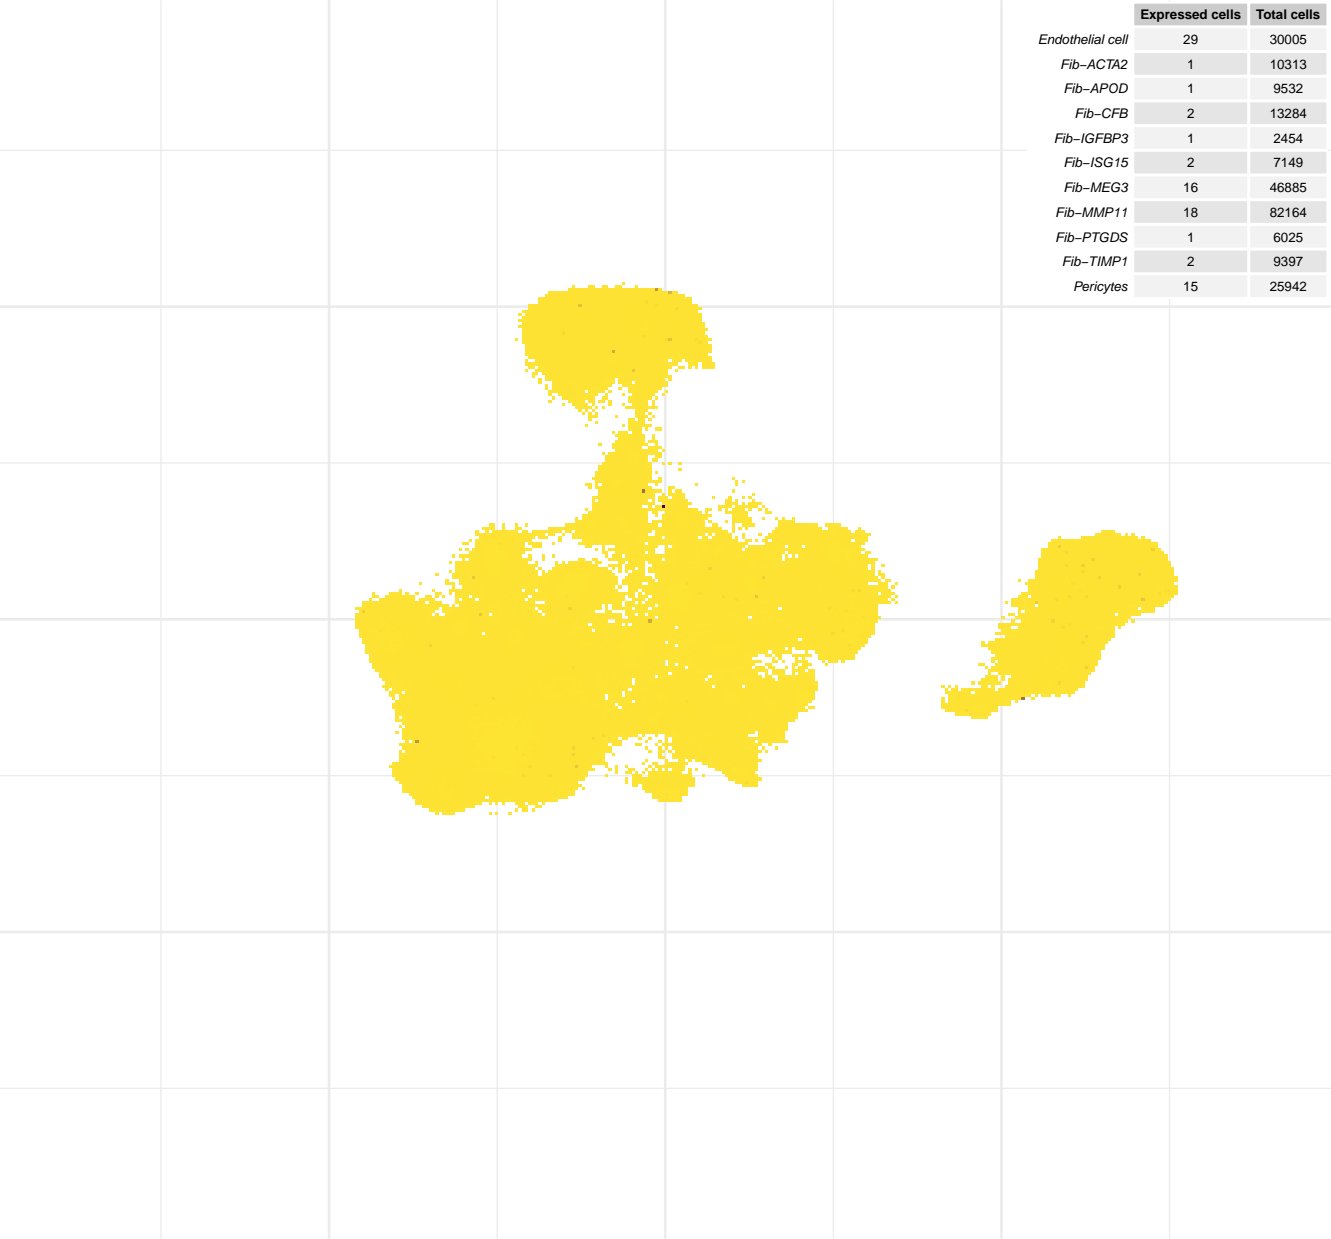 Expressed cells Total cells
Endothelial cell 29 30005
Fib−ACTA2 1 10313
Fib−APOD 1 9532
Fib−CFB 2 13284
Fib−IGFBP3 1 2454
Fib−ISG15 2 7149
Fib−MEG3 16 46885
Fib−MMP11 18 82164
Fib−PTGDS 1 6025
Fib−TIMP1 2 9397
Pericytes 15 25942